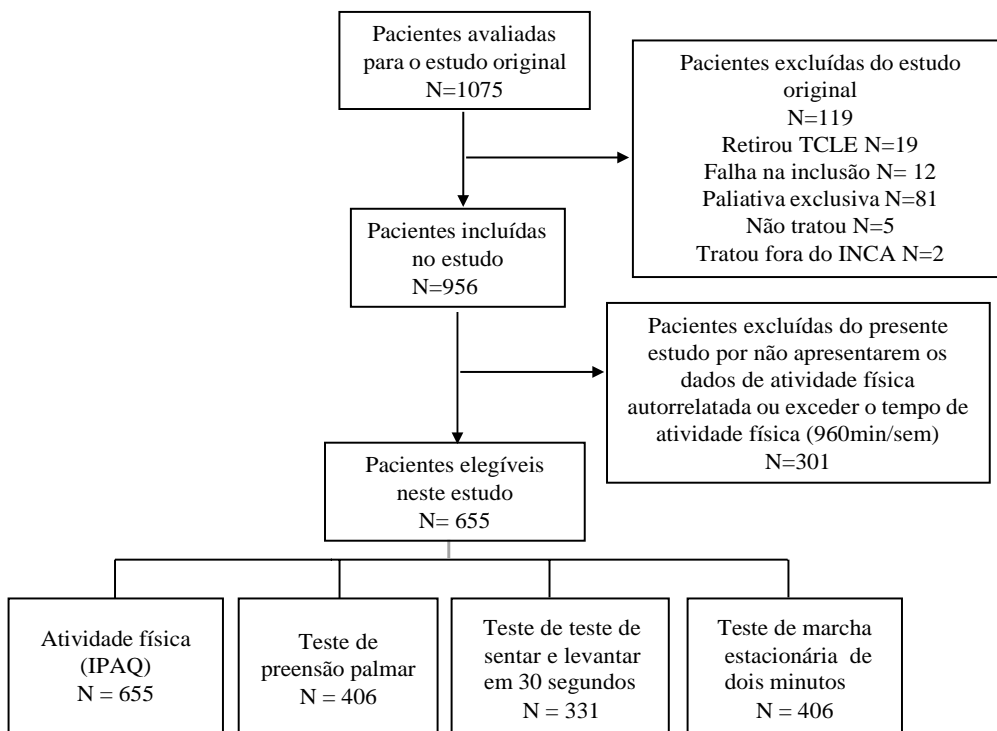 Pacientes avaliadas
para o estudo original
N=1075
Pacientes excluídas do estudo
original
N=119
Retirou TCLE N=19
Falha na inclusão N= 12
Paliativa exclusiva N=81
Não tratou N=5
Tratou fora do INCA N=2
Pacientes incluídas
no estudo
N=956
Pacientes excluídas do presente
estudo por não apresentarem os
dados de atividade física
autorrelatada ou exceder o tempo de
atividade física (960min/sem)
N=301
Pacientes elegíveis
neste estudo
N= 655
Atividade física
(IPAQ)
N = 655
Teste de
preensão palmar
N = 406
Teste de teste de
sentar e levantar
em 30 segundos
N = 331
Teste de marcha
estacionária de
dois minutos
N = 406